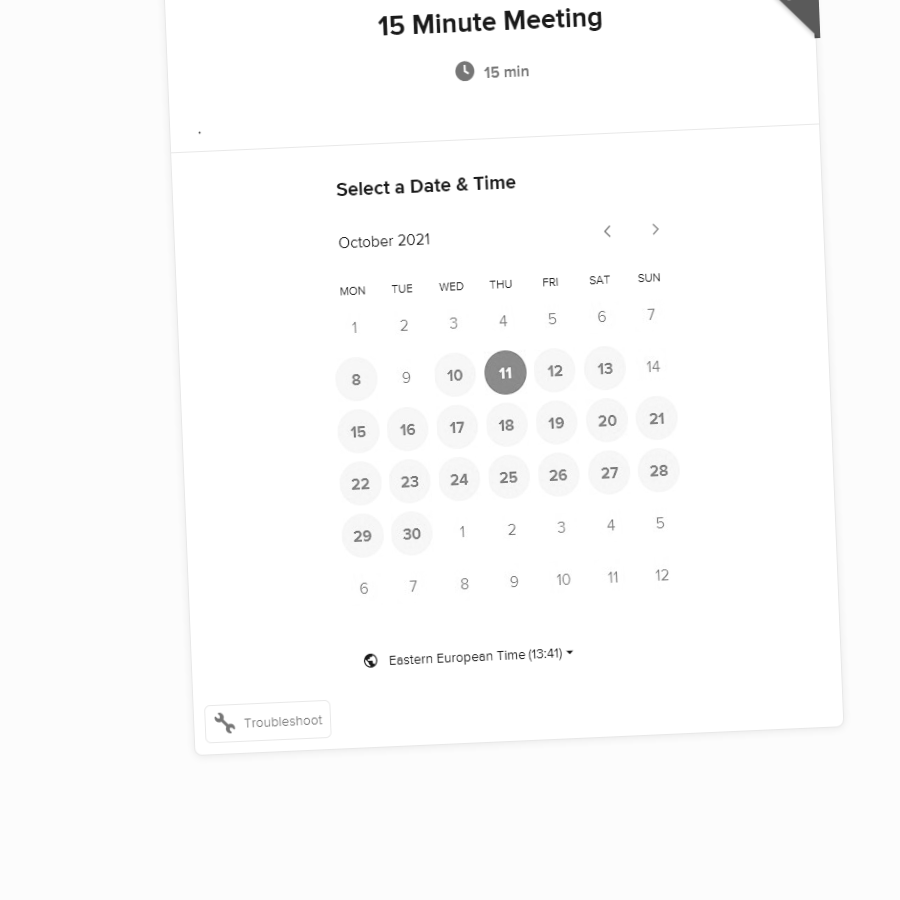 15 Minute Meeting
15 min
.
Select a Date & Time
October 2021
MON TUE WED THU FRI SAT SUN
1 2 3 4 5 6 7
8 9 10 11 12 13 14
15 16 17 18 19 20 21
22 23 24 25 26 27 28
29 30 1 2 3 4 5
6 7 8 9 10 11 12
Eastern European Time (13:41)
Troubleshoot